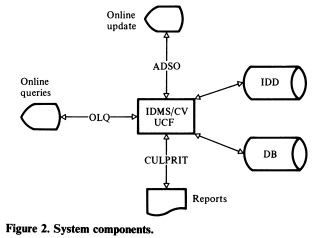 Online
update
ADSO
Online
queries
OLQ
IDMS/CV
UCF
IDD
DB
CULPRIT
Reports
Figure 2. System components.